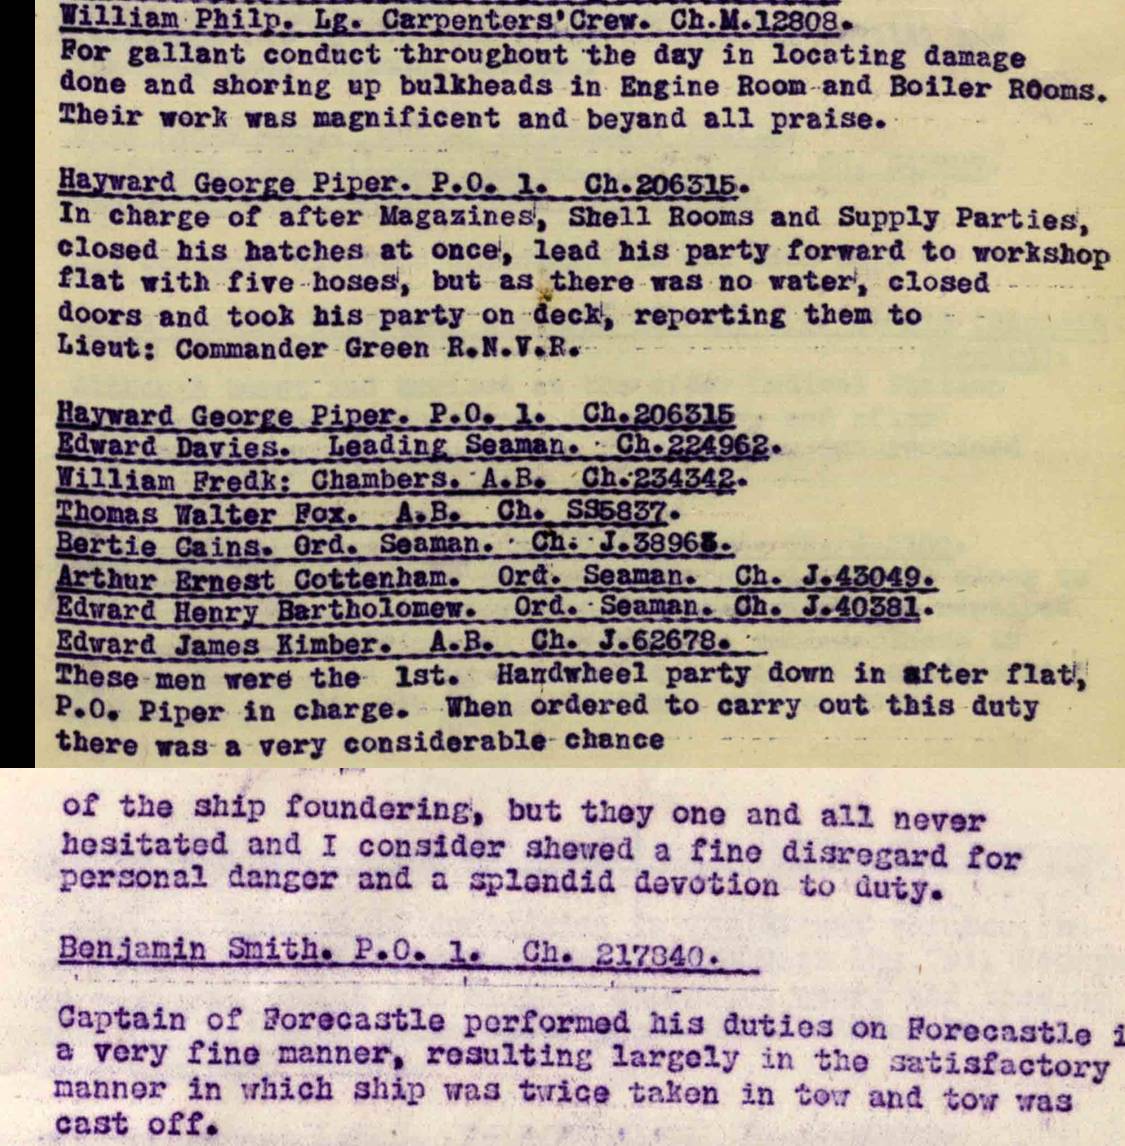 William Philp. Lg. Carpenters'Crew. Ch.M.12808.
For gallant conduct throughout the day in locating damage
done and shoring up bulkheads in Engine Room and Boiler ROoms.
Their work was magnificent and beyand all praise.
Hayward George Piper. P.O. 1. Ch.206315.
In charge of after Magazines, Shell Rooms and Supply Parties,
closed his hatches at once, lead his party forward to workshop
flat with five hoses, but as there was no water, closed
doors and took his party on deck, reporting them to
Lieut: Commander Green R.N.V.R.
Hayward George Piper. P.O. 1. Ch.206315
Edward Davies. Leading Seaman. Ch.224962.
William Fredk: Chambers. A.B. Ch.234342.
Thomas Walter Fox. A.B. Ch. SS5837.
Bertie Cains. Ord. Seaman. Ch. J.38963.
Arthur Ernest Cottenham. Ord. Seaman. Ch. J.43049.
Edward Henry Bartholomew. Ord. Seaman. Ch. J.40381.
Edward James Kimber. A.B. Ch. J.62678.
These men were the 1st. Handwheel party down in after flat,
P.O. Piper in charge. When ordered to carry out this duty
there was a very considerable chance
of the ship foundering, but they one and all never
hesitated and I consider shewed a fine disregard for
personal danger and a splendid devotion to duty.
Benjamin Smith. P.O. 1. Ch. 217840.
Captain of Forecastle performed his duties on Forecastle i
a very fine manner, resulting largely in the satisfactory
manner in which ship was twice taken in tow and tow was
cast off.